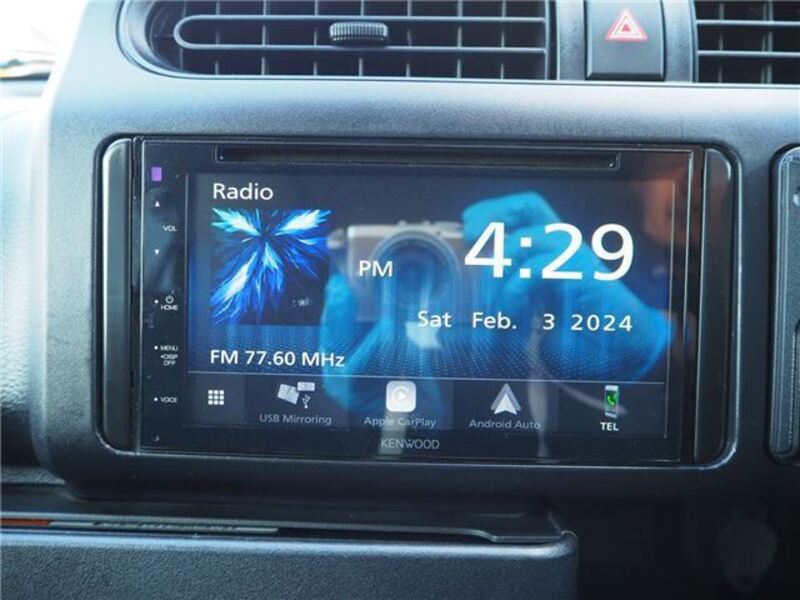 Radio
PM 4:29
Sat Feb. 3 2024
FM 77.60 MHz
VOL
HOME
MENU
DISP
OFF
VOICE
USB Mirroring
Apple CarPlay
Android Auto
TEL
KENWOOD